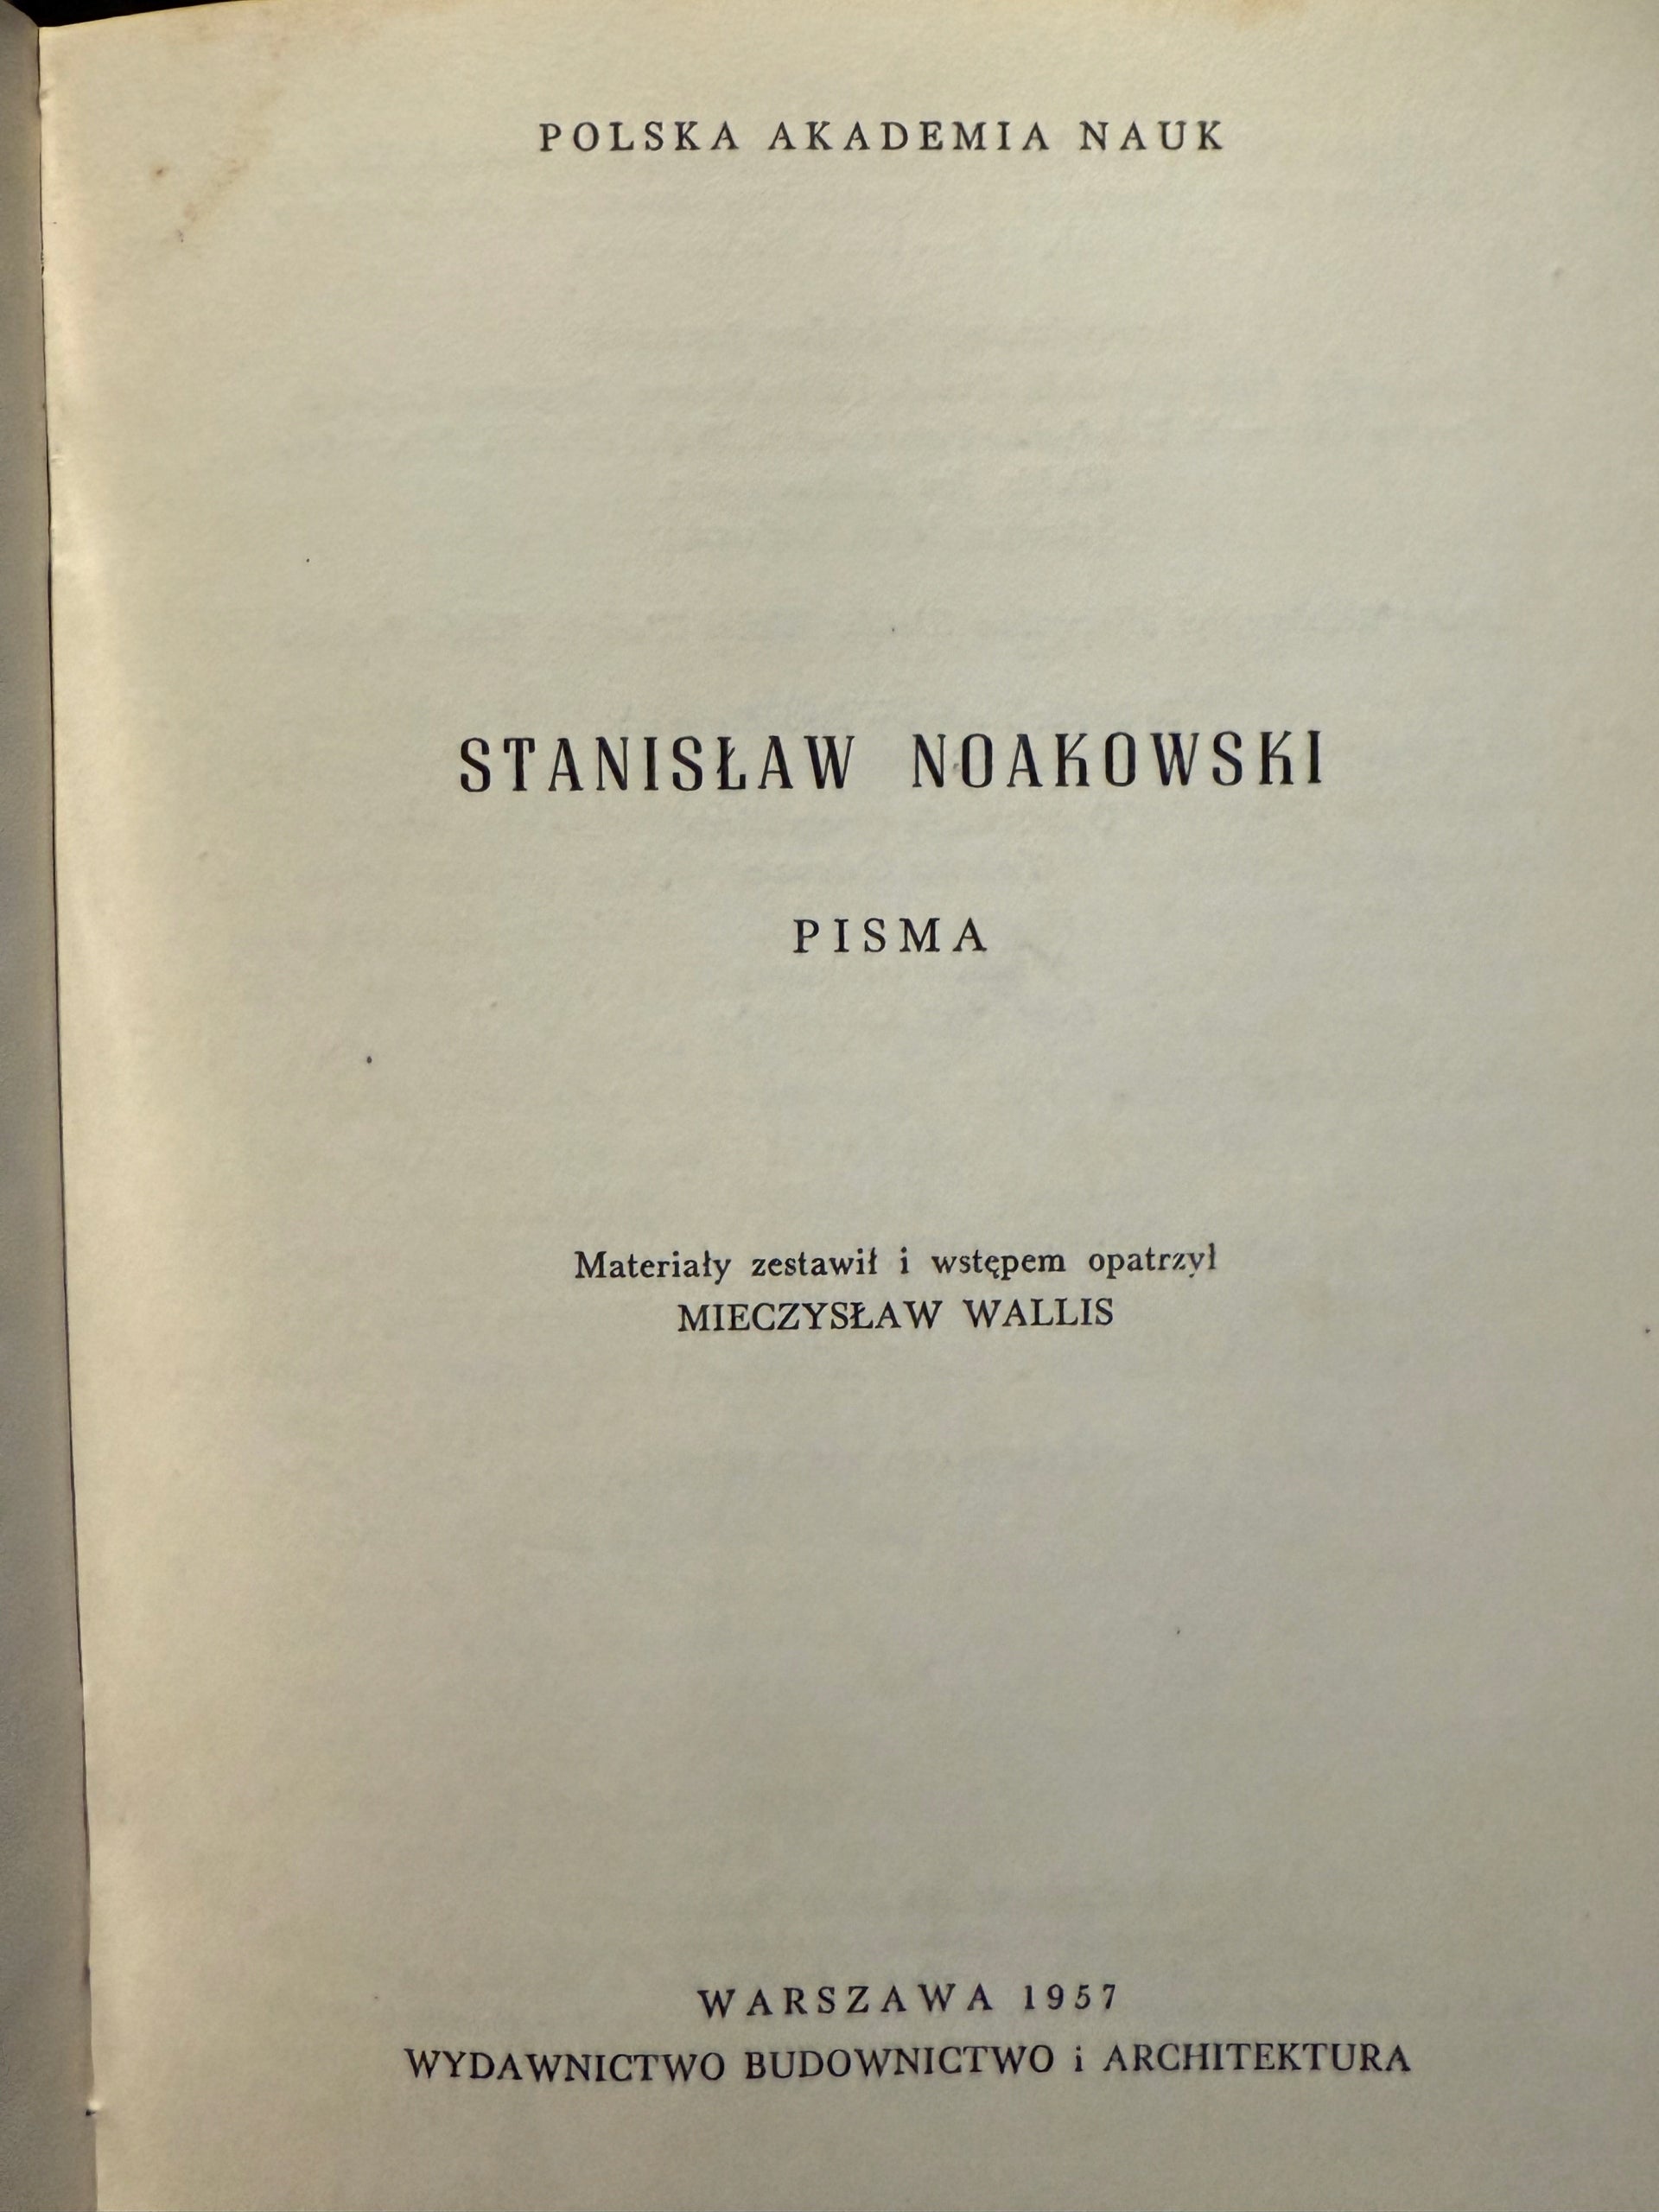 POLSKA AKADEMIA NAUK
STANISŁAW NOAKOWSKI
PISMA
Materiały zestawił i wstępem opatrzył
MIECZYSŁAW WALLIS
WARSZAWA 1957
WYDAWNICTWO BUDOWNICTWO i ARCHITEKTURA